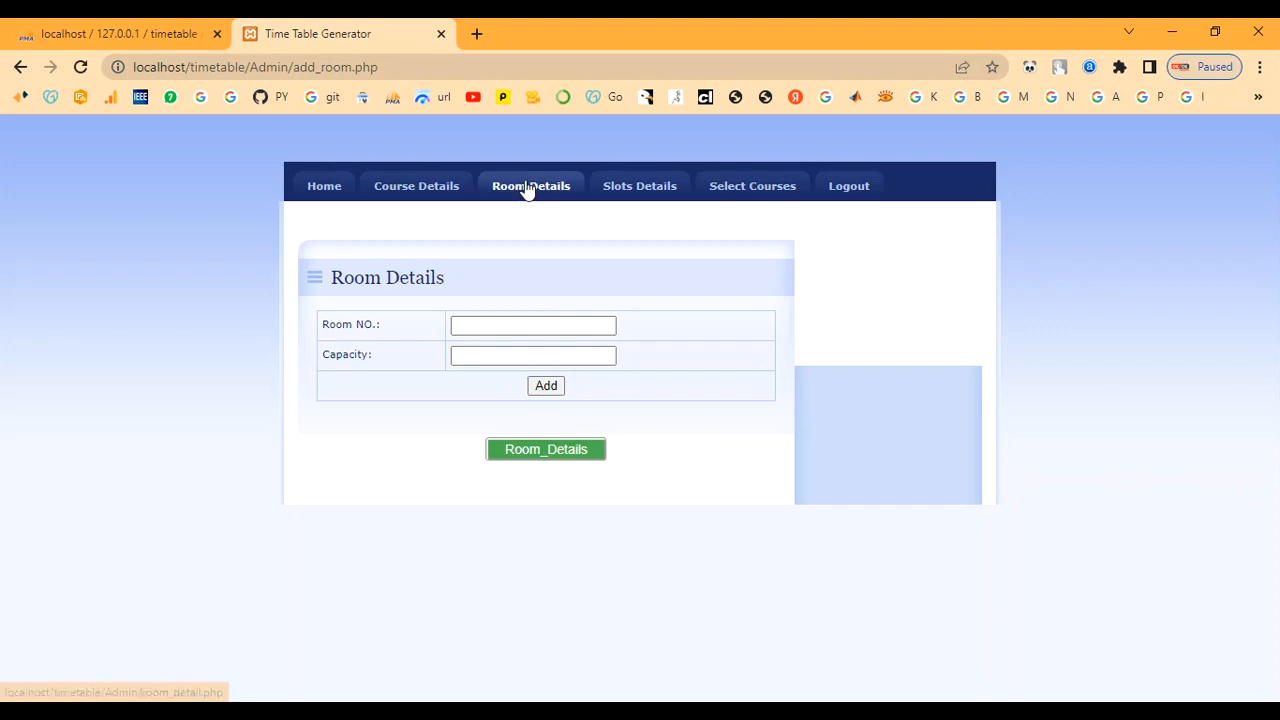 localhost / 127.0.0.1 / timetable
Time Table Generator
localhost/timetable/Admin/add_room.php
Paused
IEEE
PY
git
PMA
url
Go
K
B
M
N
A
P
I
Home
Course Details
Room Details
Slots Details
Select Courses
Logout
Room Details
Room NO.:
Capacity:
Add
Room_Details
localhost/timetable/Admin/room_detail.php